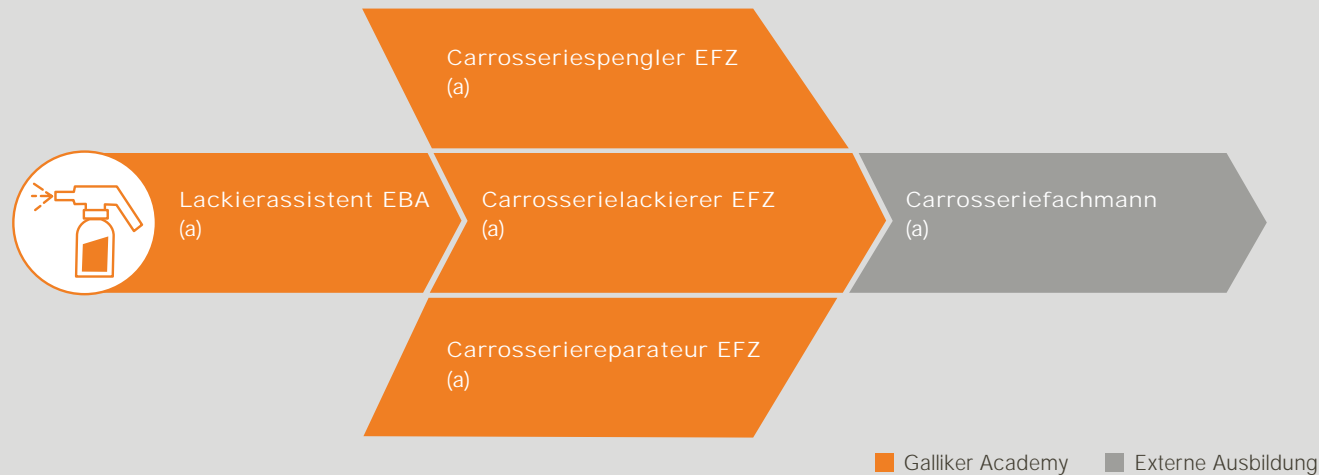 Carrosseriespengler EFZ
(a)
Lackierassistent EBA
(a)
Carrosserielackierer EFZ
(a)
Carrosseriefachmann
(a)
Carrosseriereparateur EFZ
(a)
Galliker Academy
Externe Ausbildung